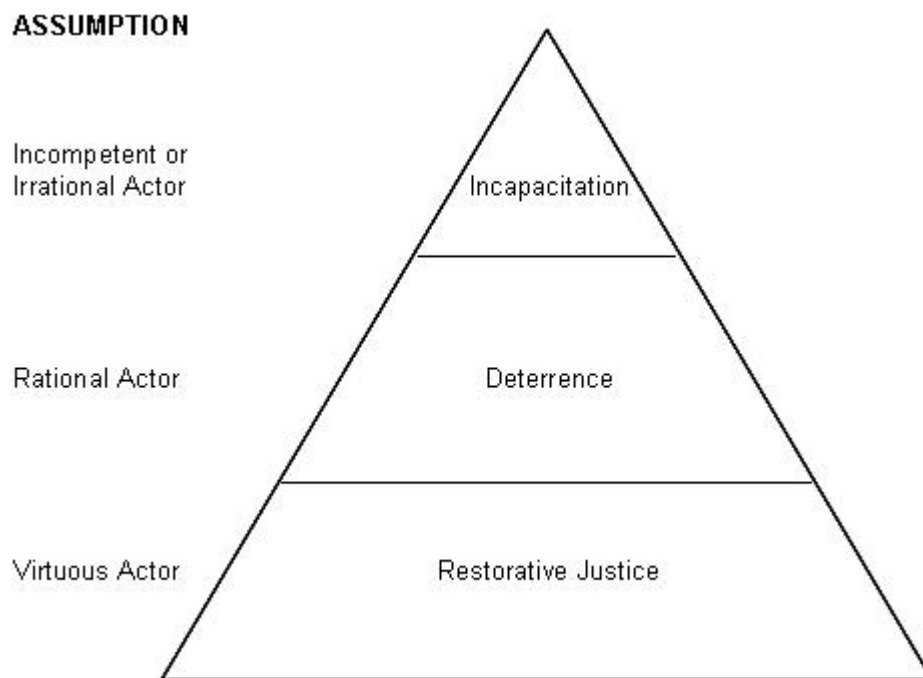 ASSUMPTION
Incompetent or
Irrational Actor
Incapacitation
Rational Actor
Deterrence
Virtuous Actor
Restorative Justice